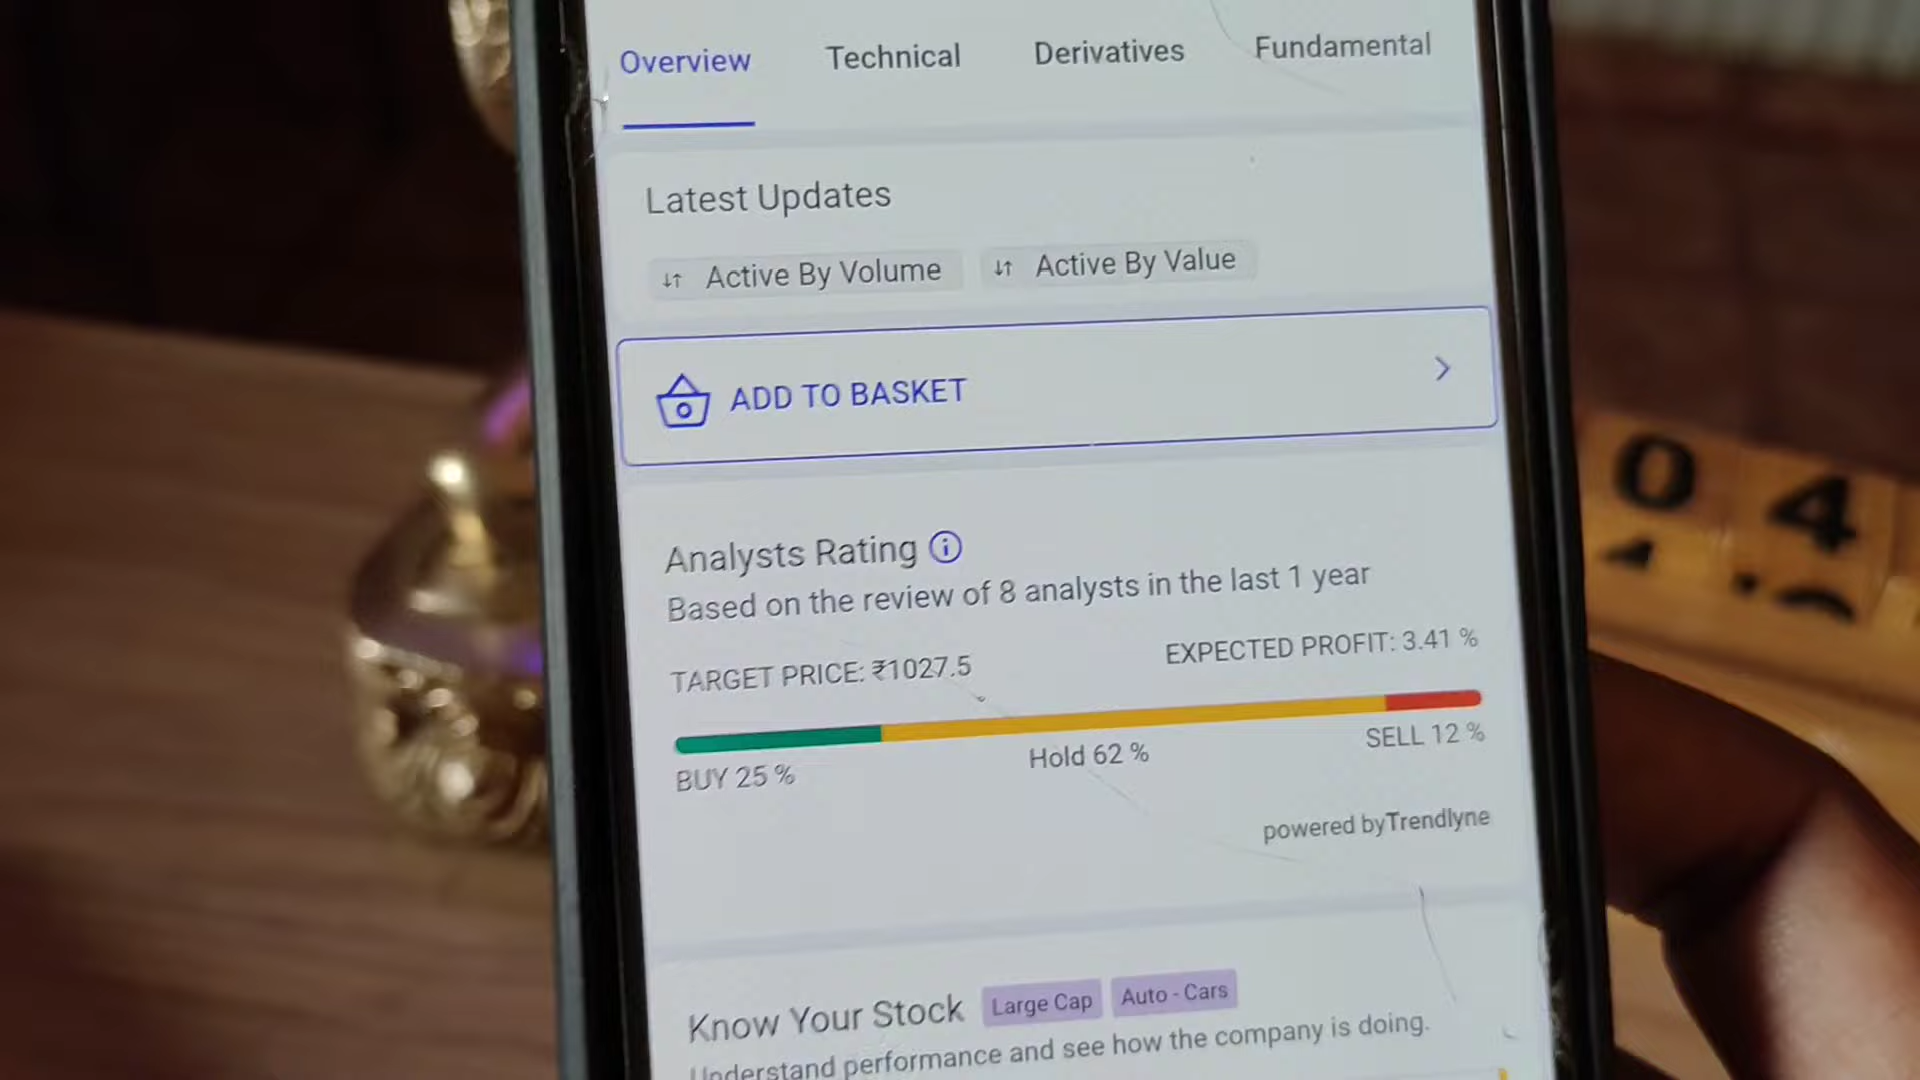 Overview Technical Derivatives Fundamental
Latest Updates
Active By Volume Active By Value
ADD TO BASKET
Analysts Rating
Based on the review of 8 analysts in the last 1 year
TARGET PRICE: ₹1027.5 EXPECTED PROFIT: 3.41 %
BUY 25 % Hold 62 % SELL 12 %
powered byTrendlyne
Know Your Stock Large Cap Auto - Cars
Understand performance and see how the company is doing.
04